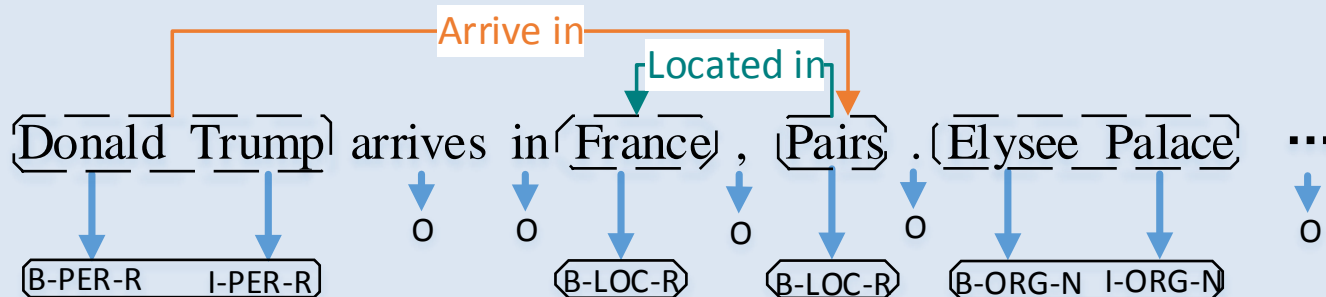 Arrive in
Located in
Donald Trump arrives in France , Pairs . Elysee Palace ...
O O O O O
B-PER-R I-PER-R B-LOC-R B-LOC-R B-ORG-N I-ORG-N